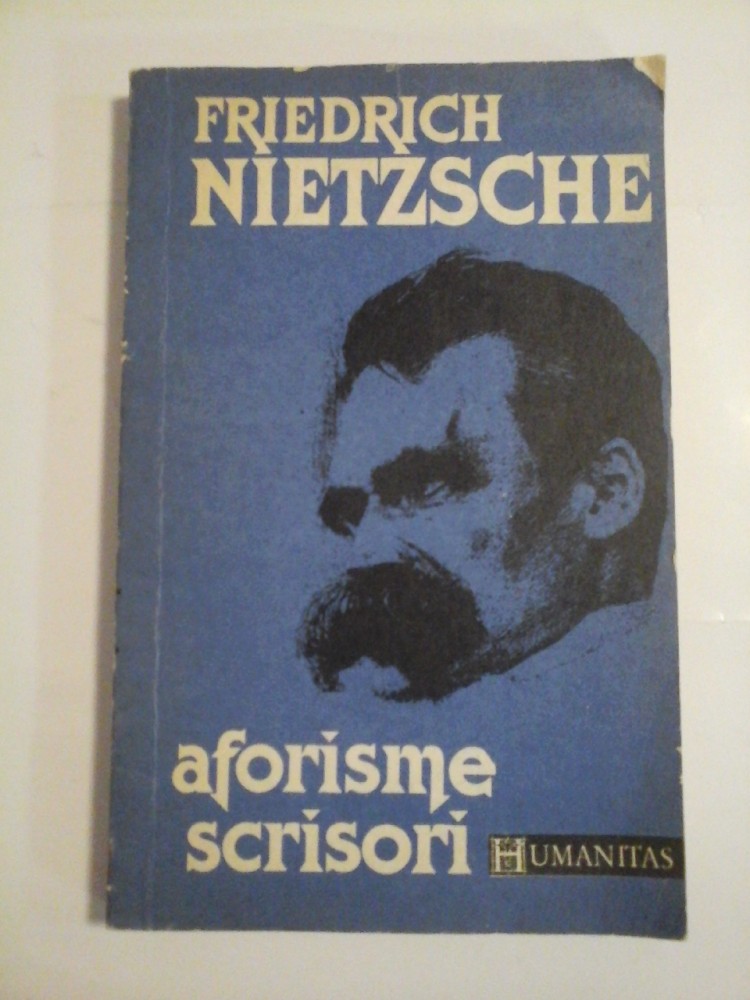 FRIEDRICH
NIETZSCHE
aforisme
scrisori
HUMANITAS